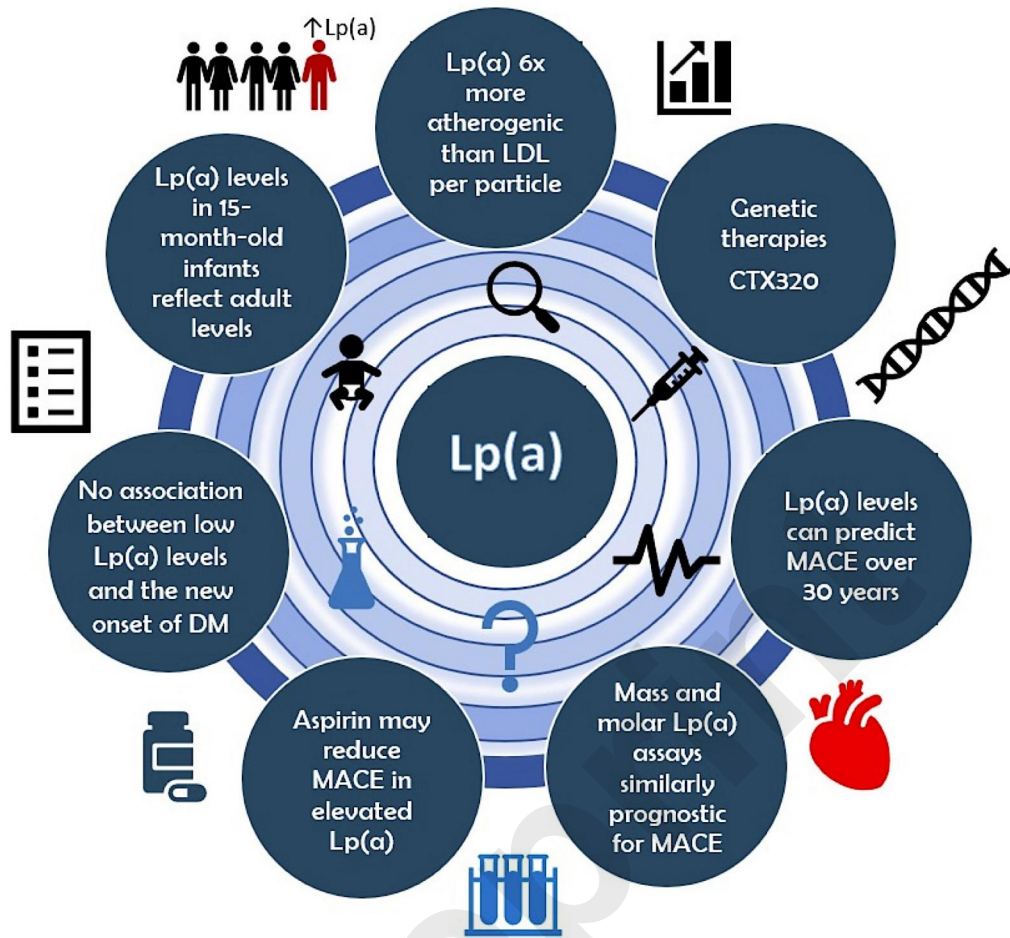 ↑Lp(a)
Lp(a) 6x
more
atherogenic
than LDL
per particle
Genetic
therapies
CTX320
Lp(a) levels
can predict
MACE over
30 years
Mass and
molar Lp(a)
assays
similarly
prognostic
for MACE
Aspirin may
reduce
MACE in
elevated
Lp(a)
No association
between low
Lp(a) levels
and the new
onset of DM
Lp(a) levels
in 15-
month-old
infants
reflect adult
levels
Lp(a)
?